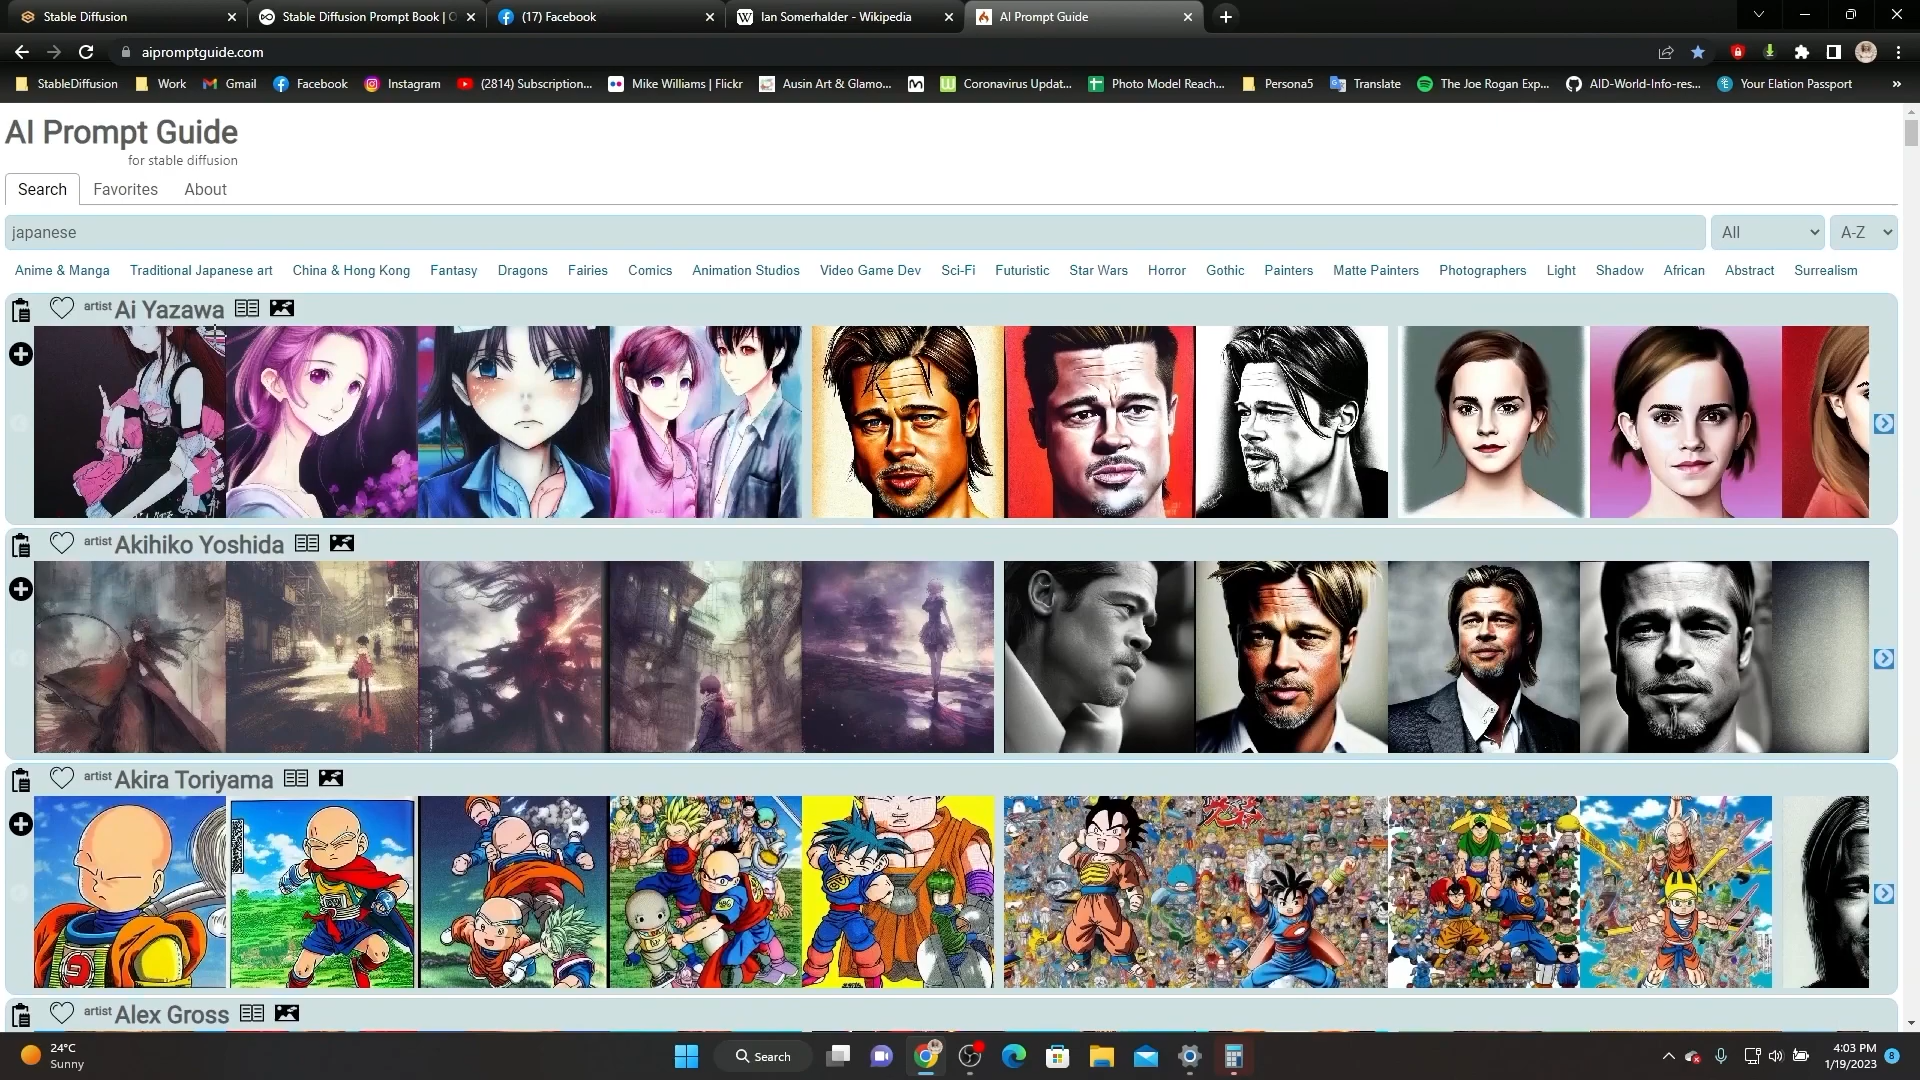 Stable Diffusion
Stable Diffusion Prompt Book | O
(17) Facebook
Ian Somerhalder - Wikipedia
AI Prompt Guide
aipromptguide.com
StableDiffusion
Work
Gmail
Facebook
Instagram
(2814) Subscription...
Mike Williams | Flickr
Ausin Art & Glamo...
Coronavirus Updat...
Photo Model Reach...
Persona5
Translate
The Joe Rogan Exp...
AID-World-Info-res...
Your Elation Passport
»
AI Prompt Guide
for stable diffusion
Search
Favorites
About
japanese
All
A-Z
Anime & Manga
Traditional Japanese art
China & Hong Kong
Fantasy
Dragons
Fairies
Comics
Animation Studios
Video Game Dev
Sci-Fi
Futuristic
Star Wars
Horror
Gothic
Painters
Matte Painters
Photographers
Light
Shadow
African
Abstract
Surrealism
artist Ai Yazawa
artist Akihiko Yoshida
artist Akira Toriyama
artist Alex Gross
24°C
Sunny
Search
4:03 PM
1/19/2023
8